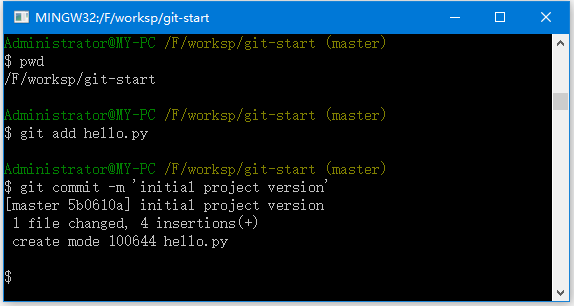 MINGW32:/F/worksp/git-start
Administrator@MY-PC /F/worksp/git-start (master)
$ pwd
/F/worksp/git-start
Administrator@MY-PC /F/worksp/git-start (master)
$ git add hello.py
Administrator@MY-PC /F/worksp/git-start (master)
$ git commit -m 'initial project version'
[master 5b0610a] initial project version
 1 file changed, 4 insertions(+)
 create mode 100644 hello.py
$